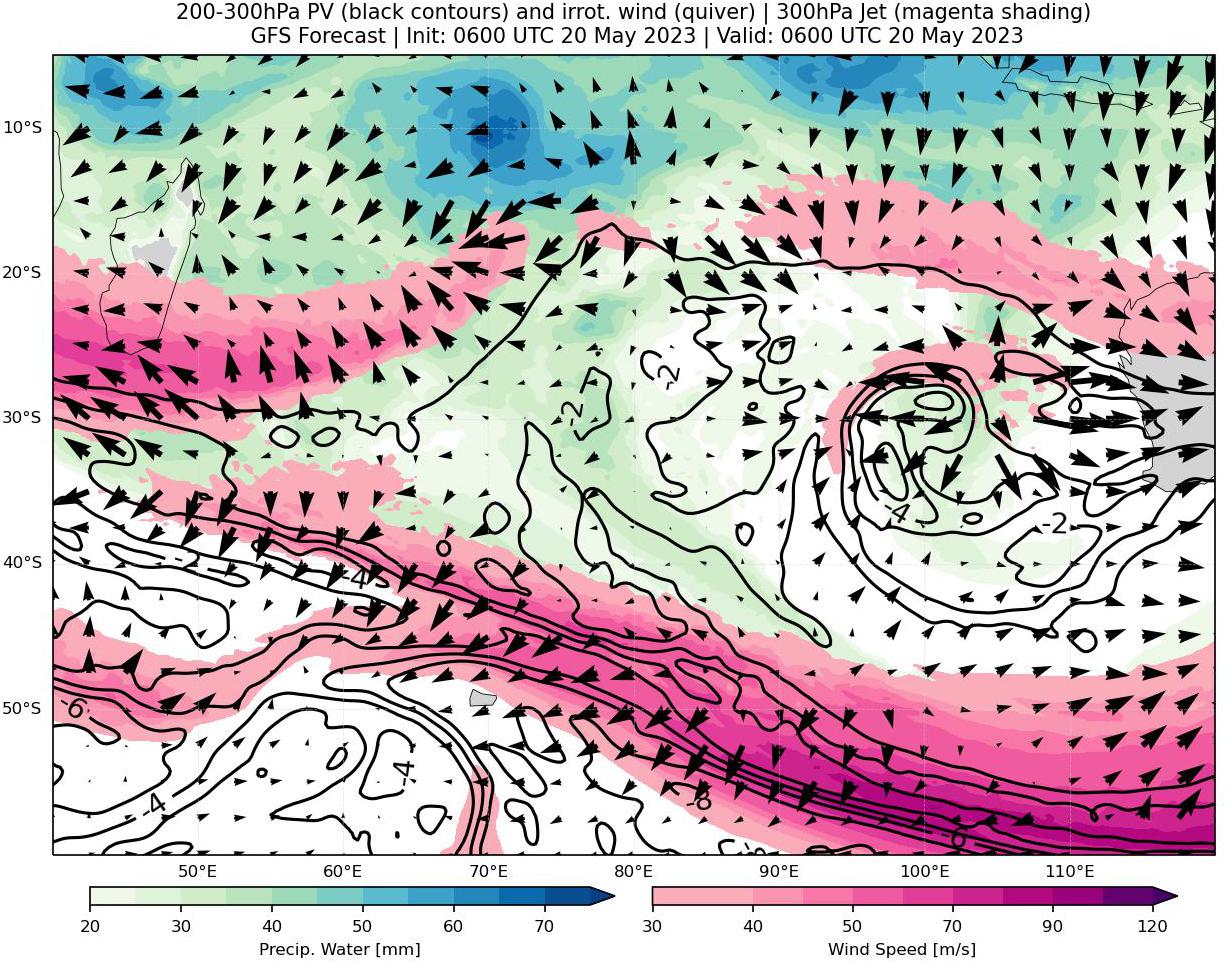 200-300hPa PV (black contours) and irrot. wind (quiver) | 300hPa Jet (magenta shading)
GFS Forecast | Init: 0600 UTC 20 May 2023 | Valid: 0600 UTC 20 May 2023
10°S
20°S
-2
-2
30°S
-4
-2
40°S
-4
50°S
-6
-4
-8
-4
-6
50°E 60°E 70°E 80°E 90°E 100°E 110°E
20 30 40 50 60 70
30 40 50 70 90 120
Precip. Water [mm]
Wind Speed [m/s]